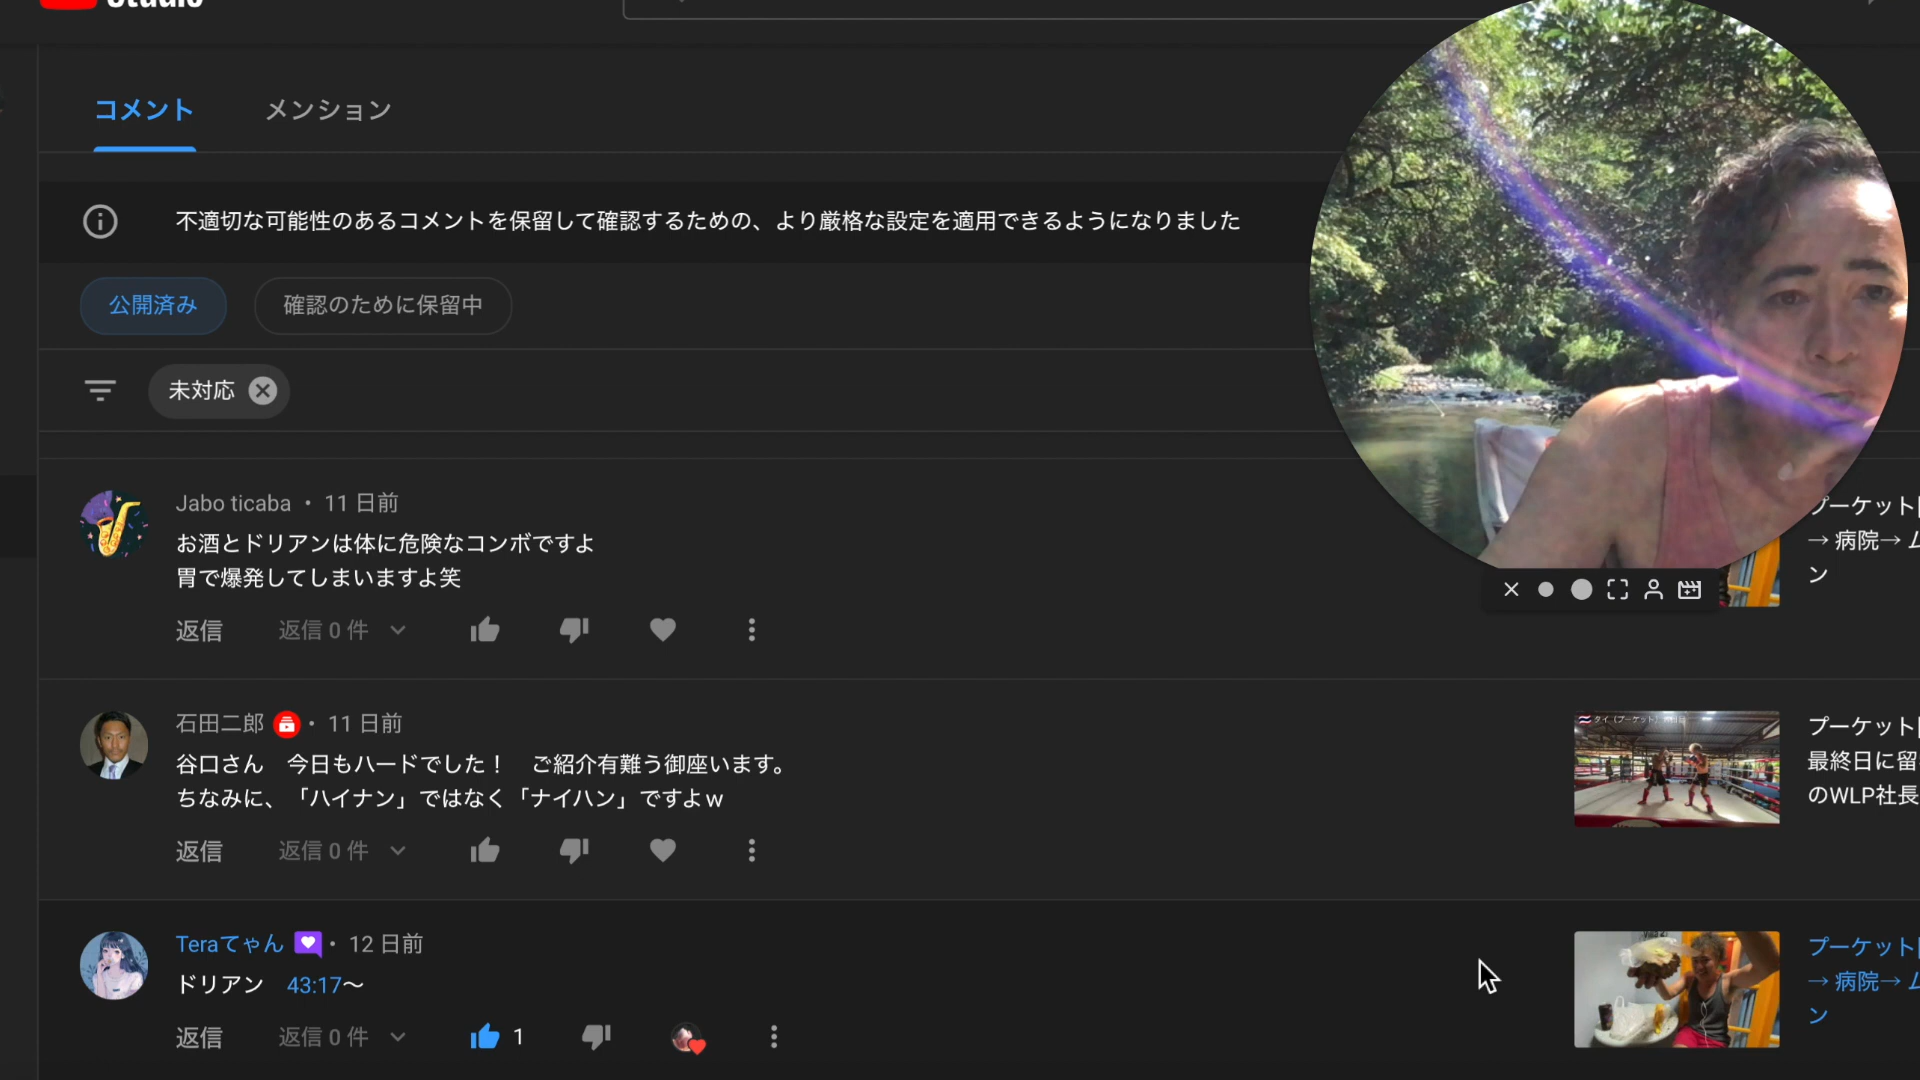 Studio
コメント
メンション
不適切な可能性のあるコメントを保留して確認するための、より厳格な設定を適用できるようになりました
公開済み
確認のために保留中
未対応
Jabo ticaba • 11 日前
お酒とドリアンは体に危険なコンボですよ
胃で爆発してしまいますよ笑
返信
返信 0 件
プーケット
→ 病院→ ム
ン
石田二郎 • 11 日前
谷口さん　今日もハードでした！　ご紹介有難う御座います。
ちなみに、「ハイナン」ではなく「ナイハン」ですよw
返信
返信 0 件
プーケット
最終日に留
のWLP社長
Teraてゃん • 12 日前
ドリアン　43:17〜
返信
返信 0 件
1
プーケット
→ 病院→ ム
ン